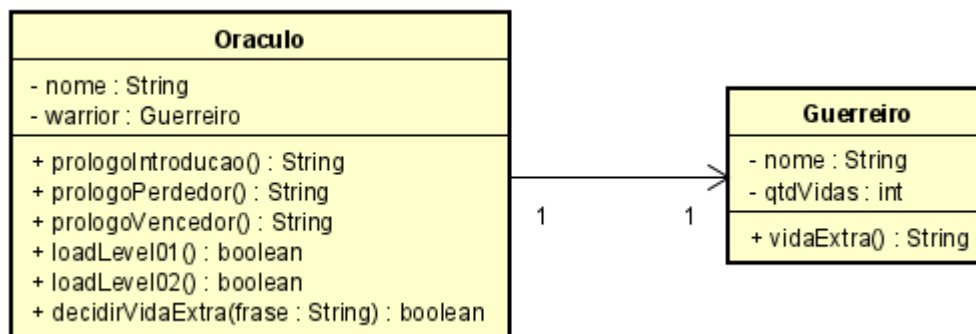 Oraculo
- nome : String
- warrior : Guerreiro
+ prologoIntroducao() : String
+ prologoPerdedor() : String
+ prologoVencedor() : String
+ loadLevel01() : boolean
+ loadLevel02() : boolean
+ decidirVidaExtra(frase : String) : boolean
1
1
Guerreiro
- nome : String
- qtdVidas : int
+ vidaExtra() : String